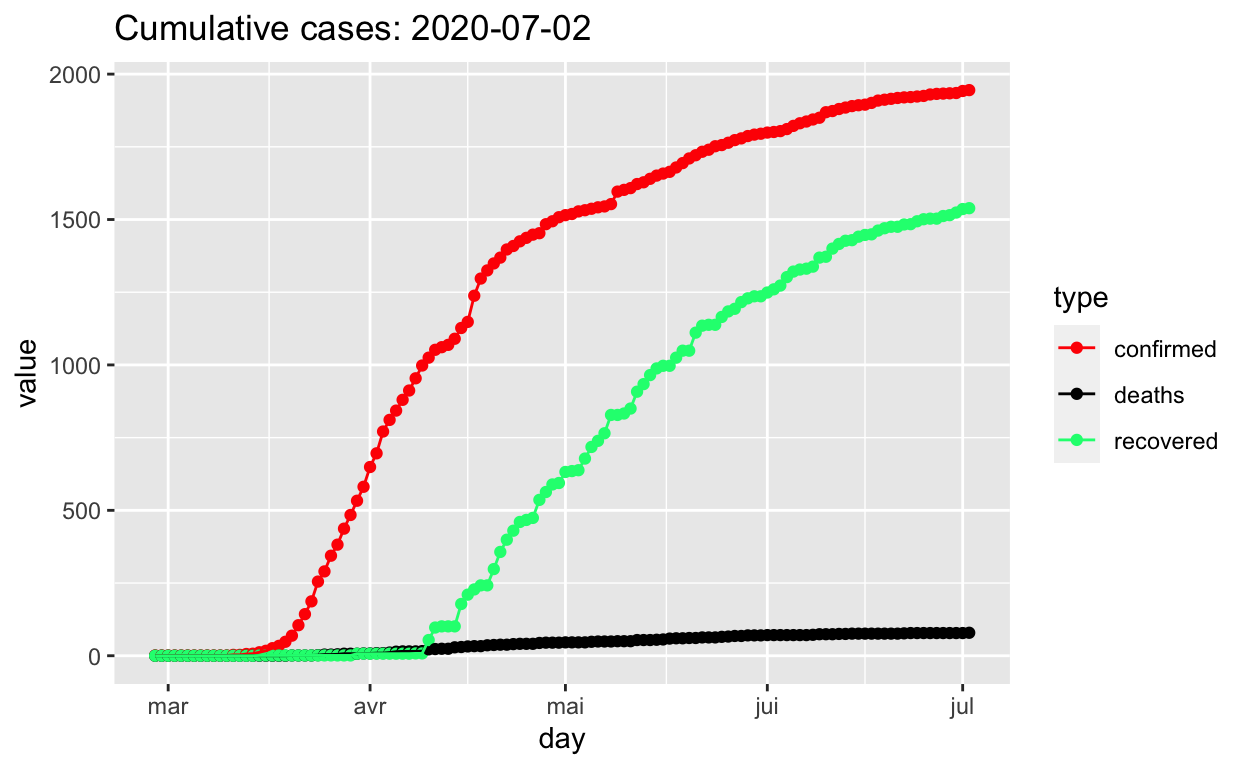 Cumulative cases: 2020-07-02
2000
1500
1000
500
0
value
mar avr mai jui jul
day
type
confirmed
deaths
recovered